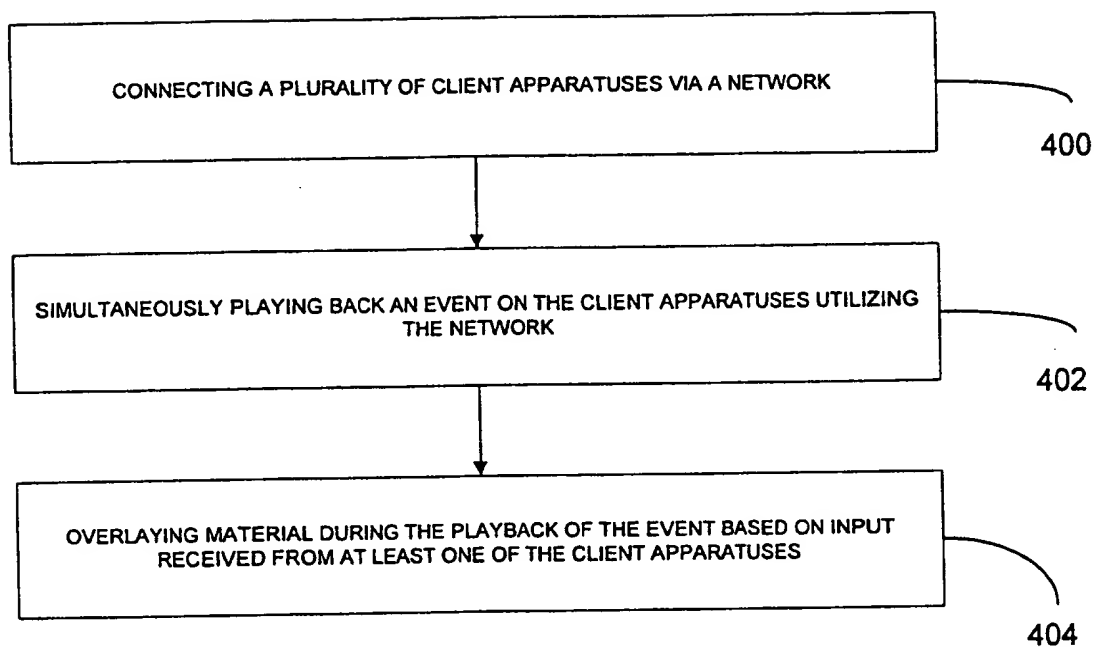 CONNECTING A PLURALITY OF CLIENT APPARATUSES VIA A NETWORK
400
SIMULTANEOUSLY PLAYING BACK AN EVENT ON THE CLIENT APPARATUSES UTILIZING
THE NETWORK
402
OVERLAYING MATERIAL DURING THE PLAYBACK OF THE EVENT BASED ON INPUT
RECEIVED FROM AT LEAST ONE OF THE CLIENT APPARATUSES
404